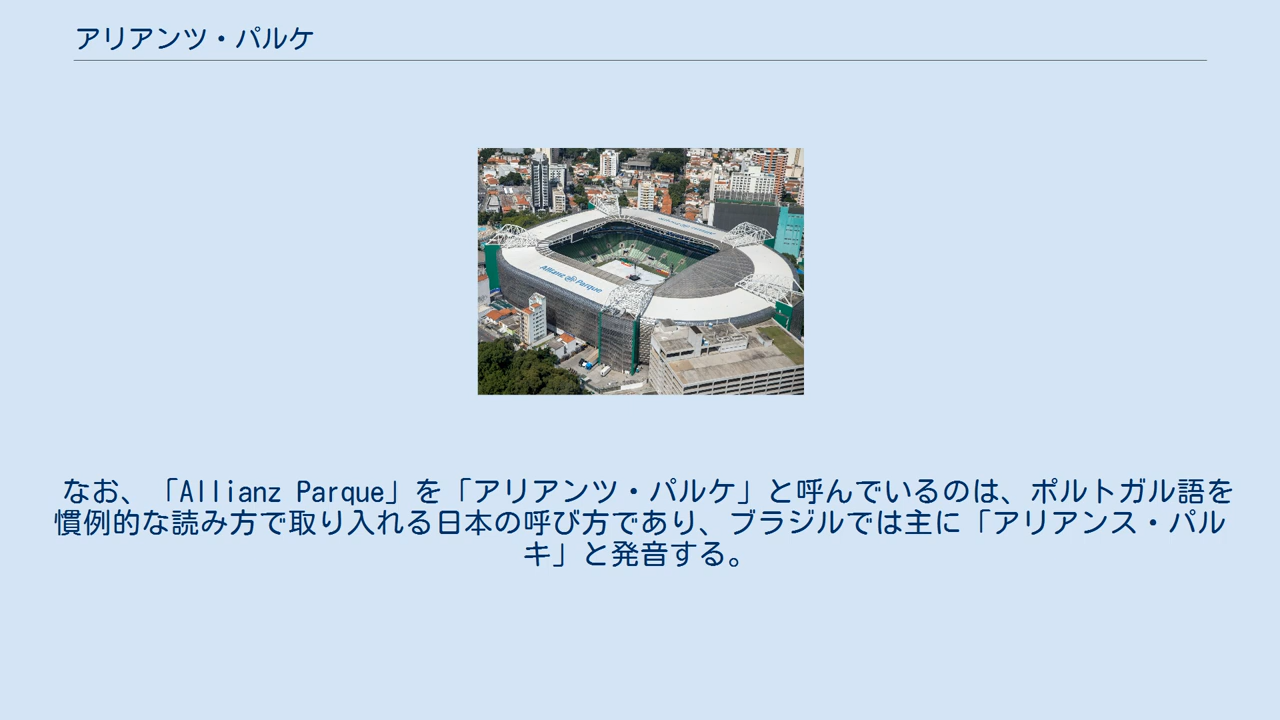 アリアンツ・パルケ
Allianz Parque
なお、「Allianz Parque」を「アリアンツ・パルケ」と呼んでいるのは、ポルトガル語を
慣例的な読み方で取り入れる日本の呼び方であり、ブラジルでは主に「アリアンス・パル
キ」と発音する。